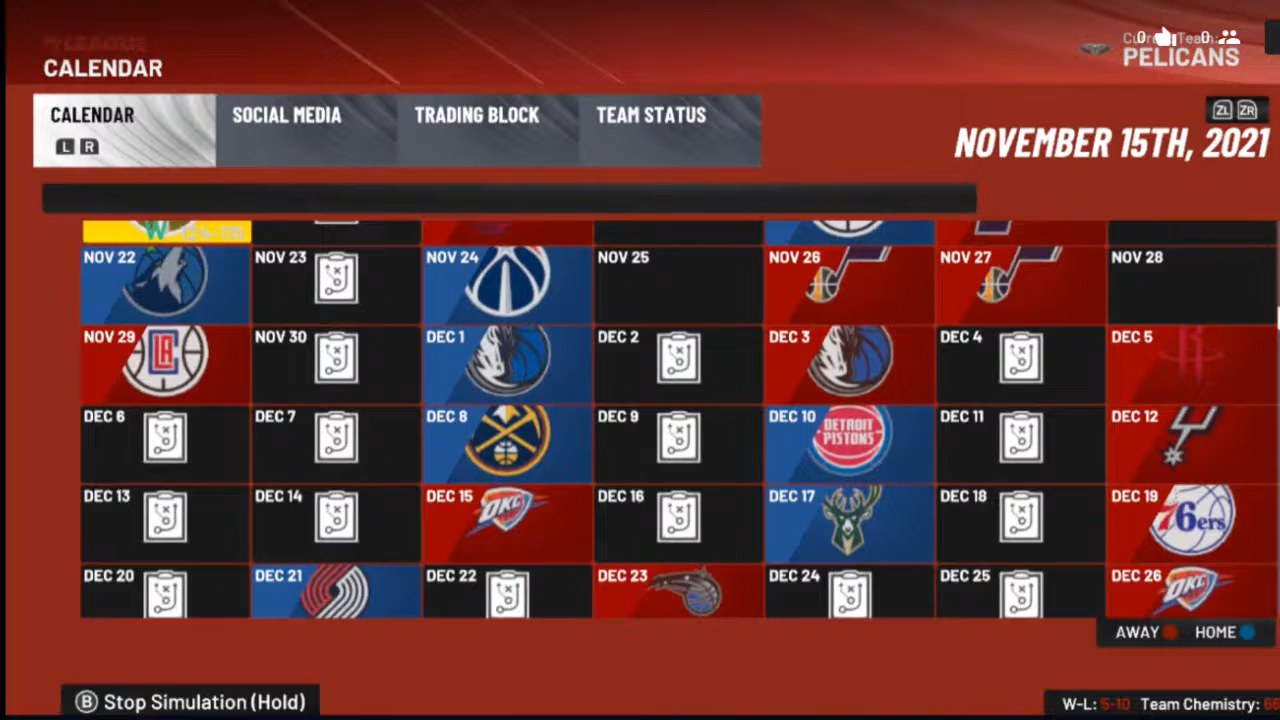 CALENDAR
PELICANS
0 0
CALENDAR SOCIAL MEDIA TRADING BLOCK TEAM STATUS
L R
ZL ZR
NOVEMBER 15TH, 2021
W 124-116
NOV 22 NOV 23 NOV 24 NOV 25 NOV 26 NOV 27 NOV 28
NOV 29 NOV 30 DEC 1 DEC 2 DEC 3 DEC 4 DEC 5
LA
R
DEC 6 DEC 7 DEC 8 DEC 9 DEC 10 DEC 11 DEC 12
DETROIT
PISTONS
DEC 13 DEC 14 DEC 15 DEC 16 DEC 17 DEC 18 DEC 19
OKC
76ers
DEC 20 DEC 21 DEC 22 DEC 23 DEC 24 DEC 25 DEC 26
OKC
AWAY HOME
B Stop Simulation (Hold)
W-L: 5-10 Team Chemistry: